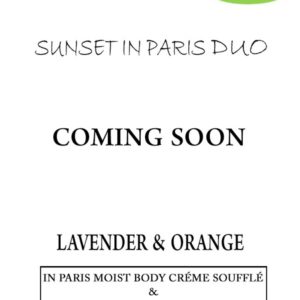 SUNSET IN PARIS DUO
COMING SOON
LAVENDER & ORANGE
IN PARIS MOIST BODY CRÉME SOUFFLÉ
&